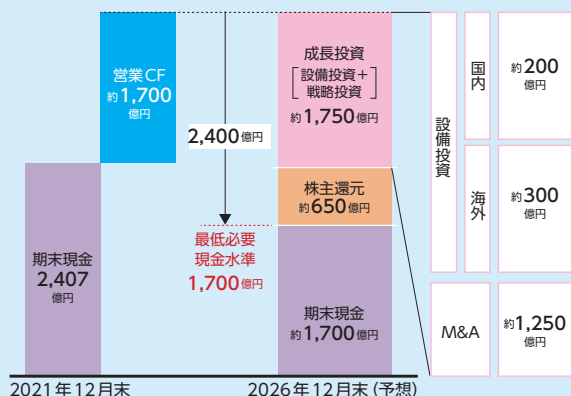 営業CF
約1,700
億円
期末現金
2,407
億円
2,400億円
最低必要
現金水準
1,700億円
成長投資
設備投資+
戦略投資
約1,750億円
株主還元
約650億円
期末現金
約1,700億円
設備投資
国内
約200
億円
海外
約300
億円
M&A
約1,250
億円
2021年12月末
2026年12月末(予想)